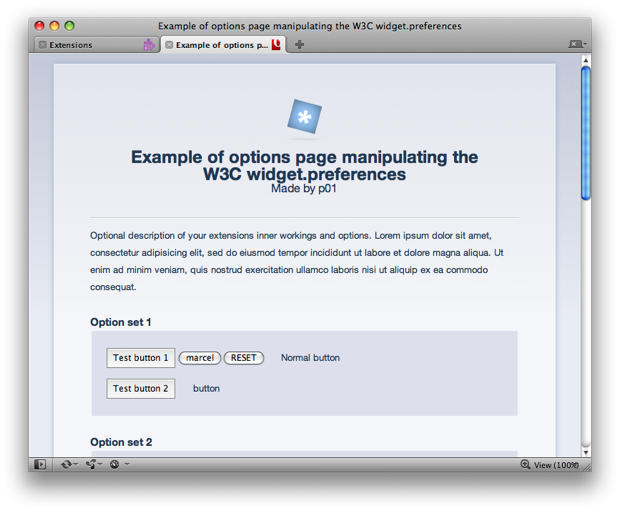 Example of options page manipulating the W3C widget.preferences
Extensions
Example of options p...
Example of options page manipulating the
W3C widget.preferences
Made by p01
Optional description of your extensions inner workings and options. Lorem ipsum dolor sit amet,
consectetur adipisicing elit, sed do eiusmod tempor incididunt ut labore et dolore magna aliqua. Ut
enim ad minim veniam, quis nostrud exercitation ullamco laboris nisi ut aliquip ex ea commodo
consequat.
Option set 1
Test button 1 marcel RESET Normal button
Test button 2 button
Option set 2
View (100%)